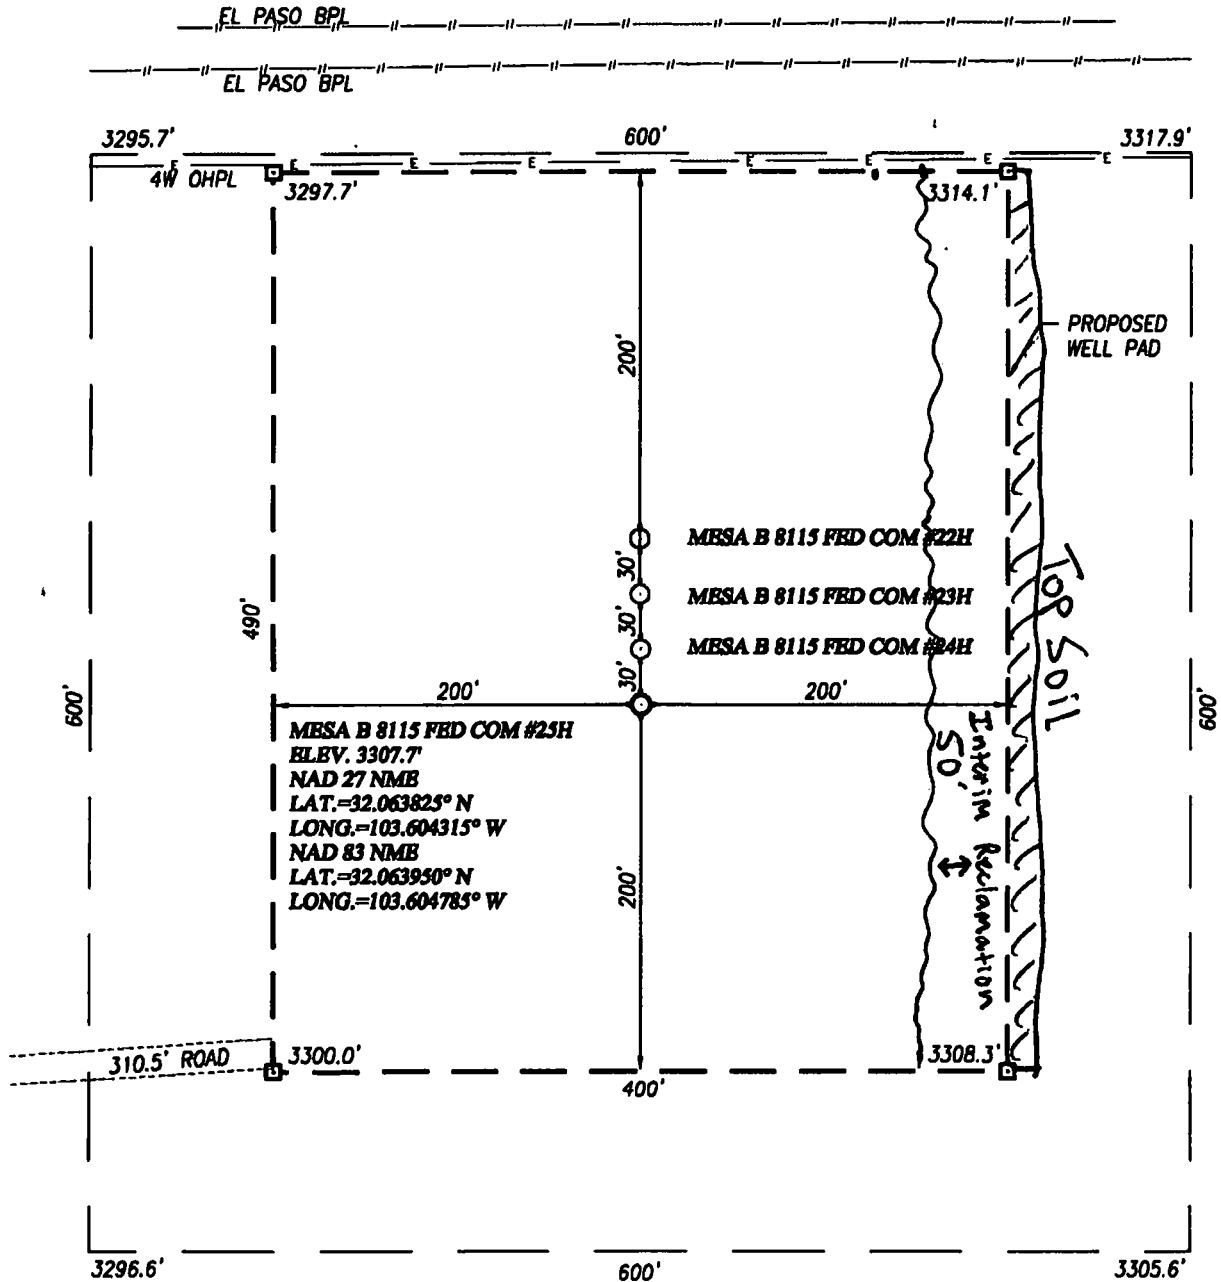 EL PASO BPL
EL PASO BPL
3295.7'
600'
3317.9'
E E E E E E E E
4W OHPL
3297.7'
3314.1'
PROPOSED
WELL PAD
200'
MESA B 8115 FED COM #22H
30'
MESA B 8115 FED COM #23H
30'
MESA B 8115 FED COM #24H
30'
490'
Top Soil
600'
200'
200'
600'
MESA B 8115 FED COM #25H
ELEV. 3307.7'
NAD 27 NME
LAT.=32.063825° N
LONG.=103.604315° W
NAD 83 NME
LAT.=32.063950° N
LONG.=103.604785° W
50'
Interim Reclamation
200'
310.5' ROAD
3300.0'
3308.3'
400'
3296.6'
600'
3305.6'